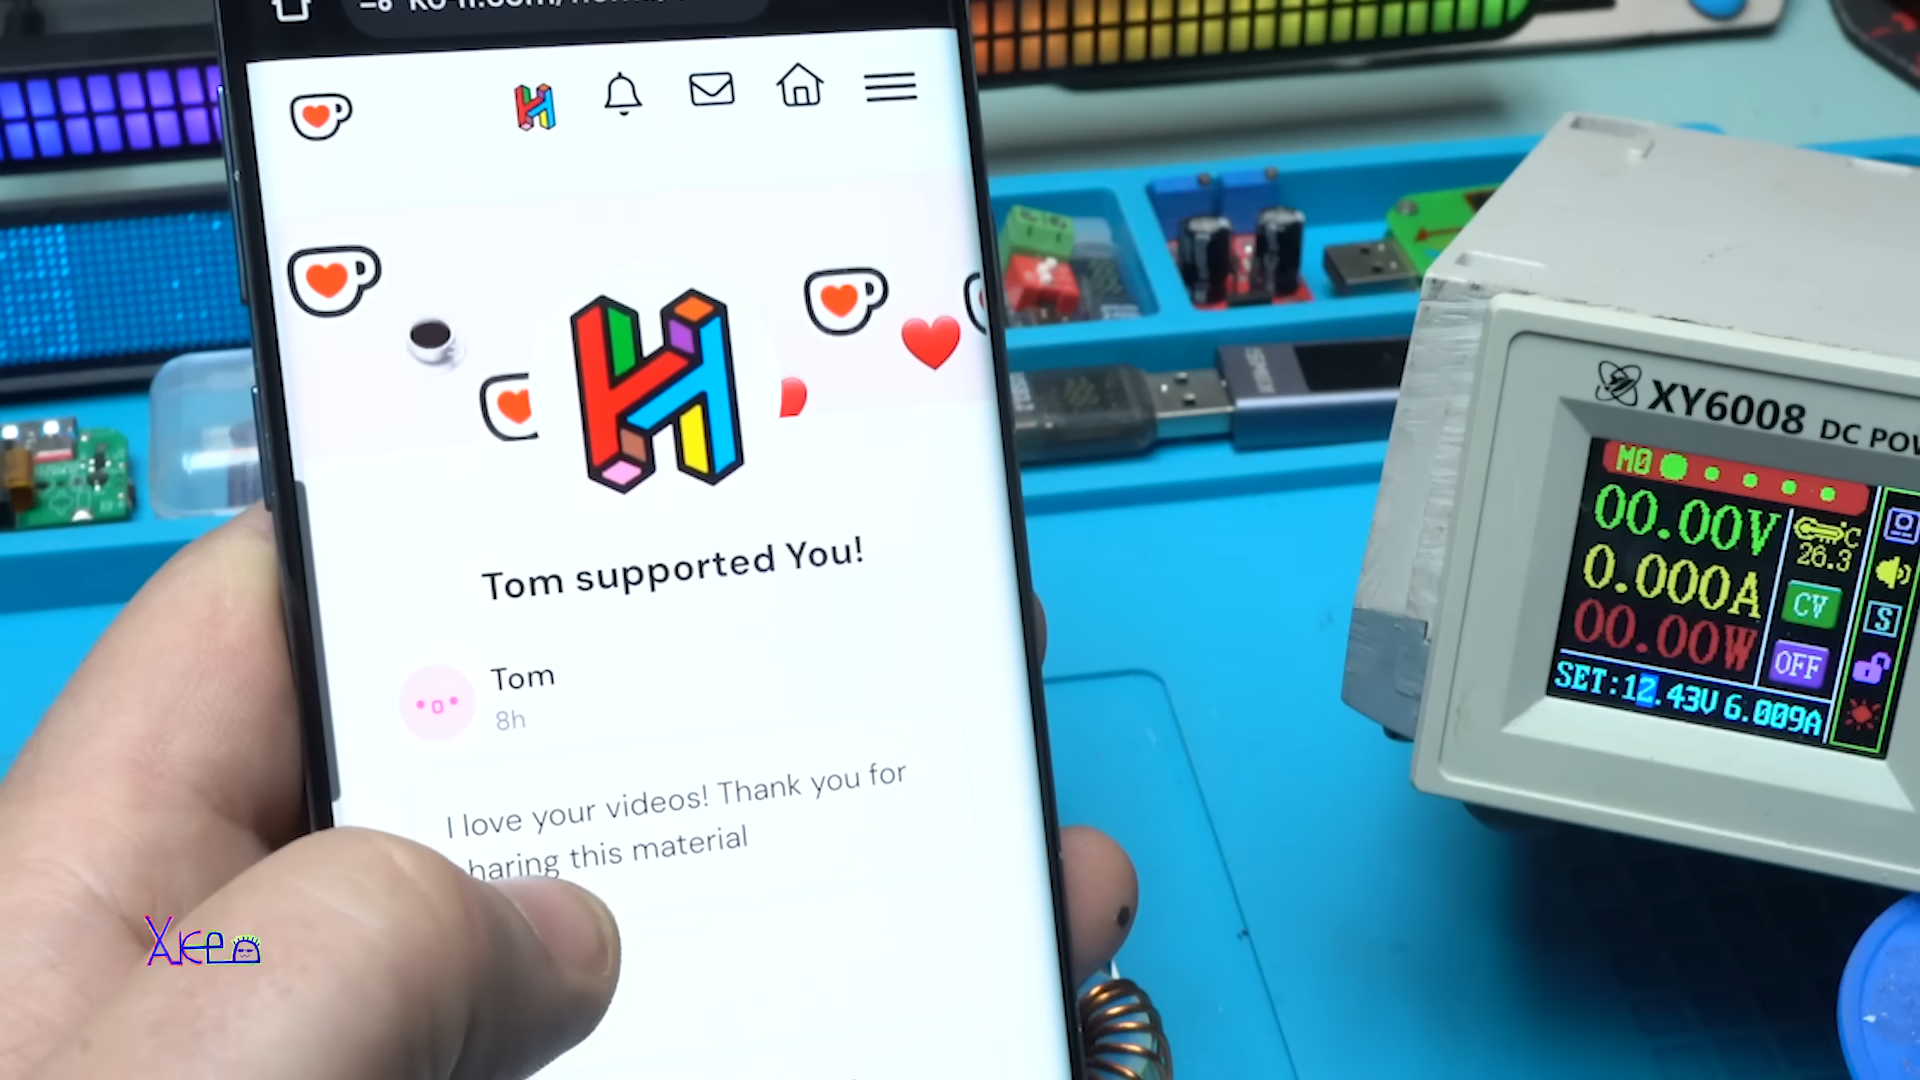 Tom supported You!
Tom
8h
I love your videos! Thank you for
haring this material
XY6008 DC POW
M0
00.00V
0.000A
00.00W
C
26.3
CV
OFF
S
SET:12.43V 6.009A